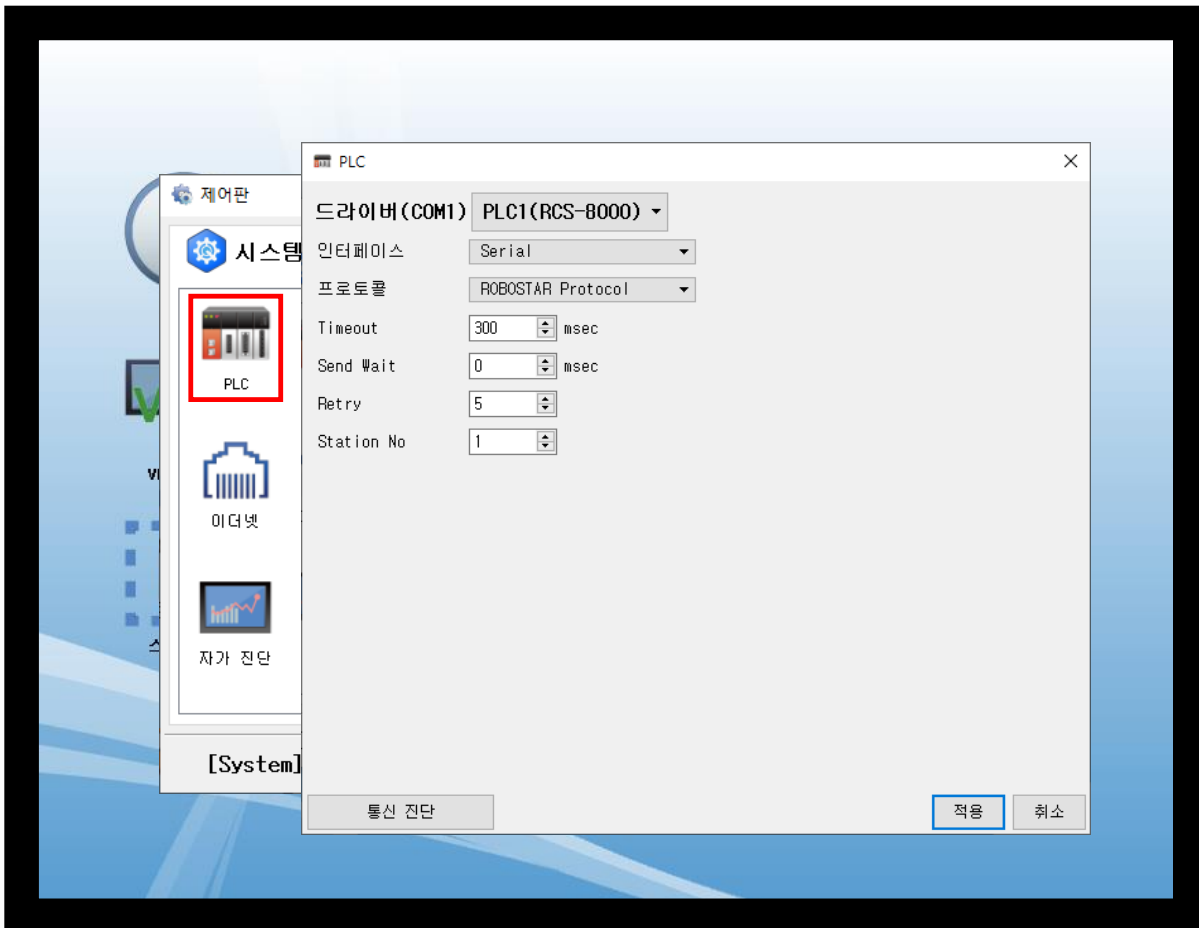 PLC
제어판
드라이버(COM1) PLC1(RCS-8000)
시스템
인터페이스 Serial
프로토콜 ROBOSTAR Protocol
Timeout 300 msec
Send Wait 0 msec
PLC
Retry 5
Station No 1
이더넷
자가 진단
[System]
통신 진단 적용 취소